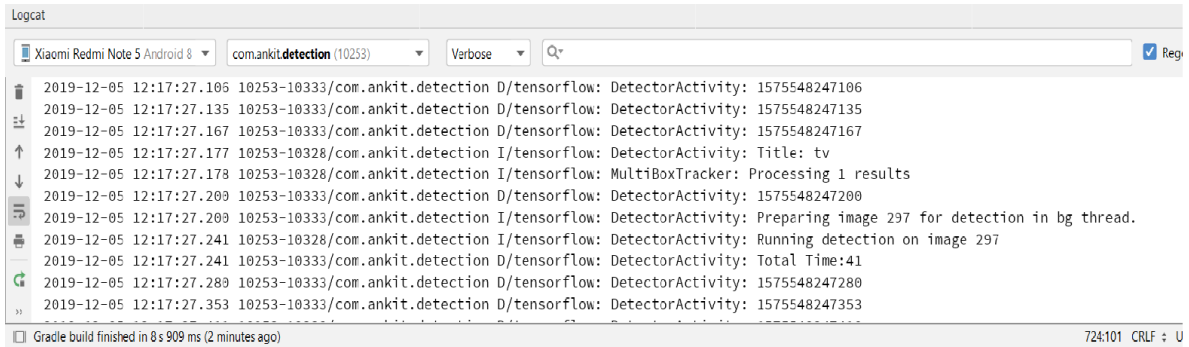 Logcat
Xiaomi Redmi Note 5 Android 8 com.ankit.detection (10253) Verbose
2019-12-05 12:17:27.106 10253-10333/com.ankit.detection D/tensorflow: DetectorActivity: 1575548247106
2019-12-05 12:17:27.135 10253-10333/com.ankit.detection D/tensorflow: DetectorActivity: 1575548247135
2019-12-05 12:17:27.167 10253-10333/com.ankit.detection D/tensorflow: DetectorActivity: 1575548247167
2019-12-05 12:17:27.177 10253-10328/com.ankit.detection I/tensorflow: DetectorActivity: Title: tv
2019-12-05 12:17:27.178 10253-10328/com.ankit.detection I/tensorflow: MultiBoxTracker: Processing 1 results
2019-12-05 12:17:27.200 10253-10333/com.ankit.detection D/tensorflow: DetectorActivity: 1575548247200
2019-12-05 12:17:27.200 10253-10333/com.ankit.detection I/tensorflow: DetectorActivity: Preparing image 297 for detection in bg thread.
2019-12-05 12:17:27.241 10253-10328/com.ankit.detection I/tensorflow: DetectorActivity: Running detection on image 297
2019-12-05 12:17:27.241 10253-10333/com.ankit.detection D/tensorflow: DetectorActivity: Total Time:41
2019-12-05 12:17:27.280 10253-10333/com.ankit.detection D/tensorflow: DetectorActivity: 1575548247280
2019-12-05 12:17:27.353 10253-10333/com.ankit.detection D/tensorflow: DetectorActivity: 1575548247353
Gradle build finished in 8 s 909 ms (2 minutes ago) 724:101 CRLF